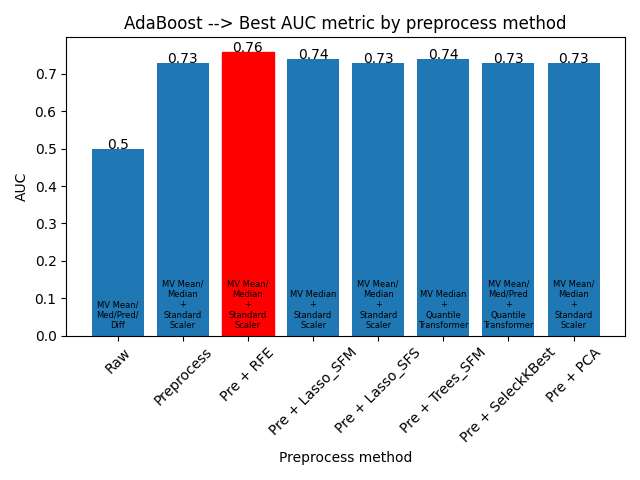 AdaBoost --> Best AUC metric by preprocess method
AUC
0.7
0.6
0.5
0.4
0.3
0.2
0.1
0.0
0.5
0.73
0.76
0.74
0.73
0.74
0.73
0.73
MV Mean/
Med/Pred/
Diff
MV Mean/
Median
+
Standard
Scaler
MV Mean/
Median
+
Standard
Scaler
MV Median
+
Standard
Scaler
MV Mean/
Median
+
Standard
Scaler
MV Median
+
Quantile
Transformer
MV Mean/
Med/Pred
+
Quantile
Transformer
MV Mean/
Median
+
Standard
Scaler
Raw
Preprocess
Pre + RFE
Pre + Lasso_SFM
Pre + Lasso_SFS
Pre + Trees_SFM
Pre + SeleckKBest
Pre + PCA
Preprocess method